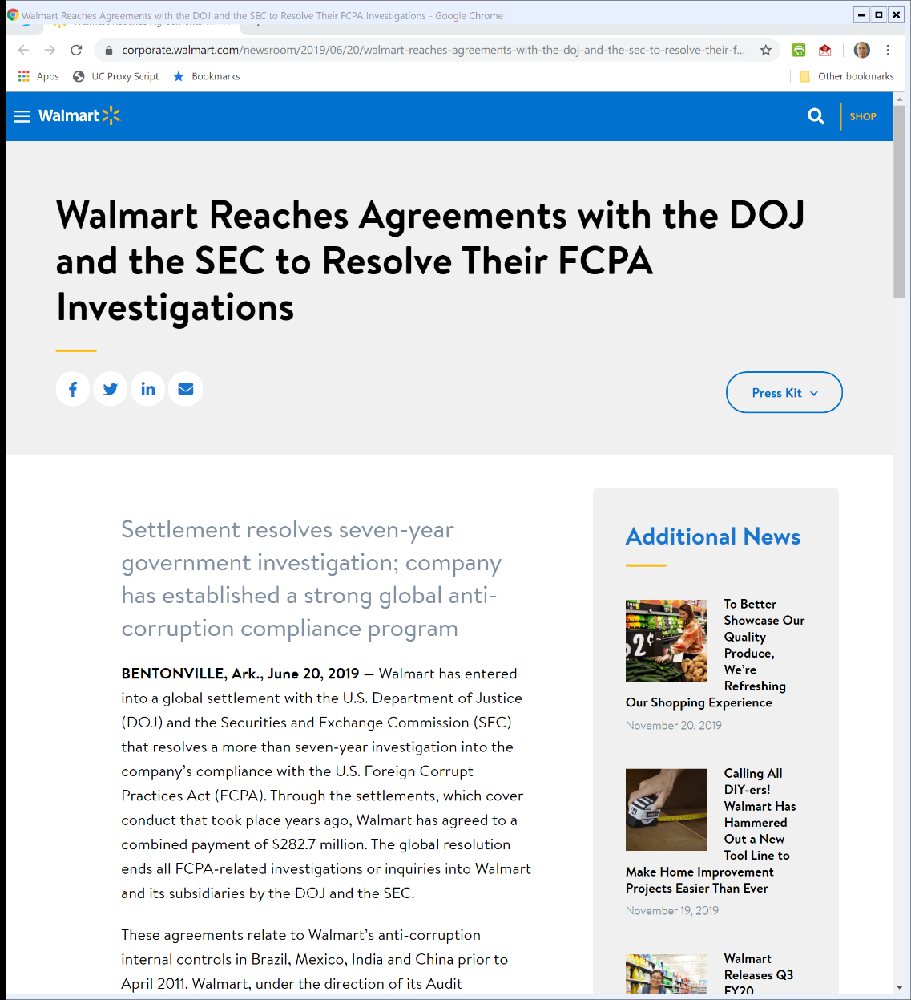 Walmart Reaches Agreements with the DOJ and the SEC to Resolve Their FCPA Investigations - Google Chrome
corporate.walmart.com/newsroom/2019/06/20/walmart-reaches-agreements-with-the-doj-and-the-sec-to-resolve-their-f...
Apps UC Proxy Script Bookmarks Other bookmarks
Walmart SHOP
Walmart Reaches Agreements with the DOJ
and the SEC to Resolve Their FCPA
Investigations
Press Kit
Settlement resolves seven-year
government investigation; company
has established a strong global anti-
corruption compliance program
BENTONVILLE, Ark., June 20, 2019 — Walmart has entered
into a global settlement with the U.S. Department of Justice
(DOJ) and the Securities and Exchange Commission (SEC)
that resolves a more than seven-year investigation into the
company's compliance with the U.S. Foreign Corrupt
Practices Act (FCPA). Through the settlements, which cover
conduct that took place years ago, Walmart has agreed to a
combined payment of $282.7 million. The global resolution
ends all FCPA-related investigations or inquiries into Walmart
and its subsidiaries by the DOJ and the SEC.
These agreements relate to Walmart's anti-corruption
internal controls in Brazil, Mexico, India and China prior to
April 2011. Walmart, under the direction of its Audit
Additional News
2¢
To Better
Showcase Our
Quality
Produce,
We're
Refreshing
Our Shopping Experience
November 20, 2019
Calling All
DIY-ers!
Walmart Has
Hammered
Out a New
Tool Line to
Make Home Improvement
Projects Easier Than Ever
November 19, 2019
Walmart
Releases Q3
FY20